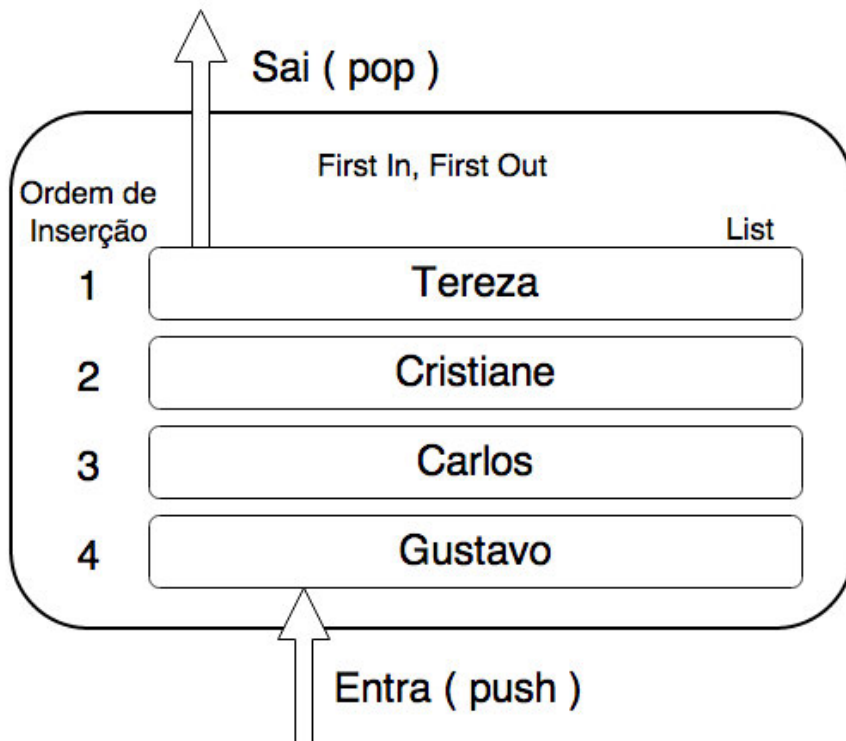 Sai ( pop )
First In, First Out
Ordem de
Inserção
List
1 Tereza
2 Cristiane
3 Carlos
4 Gustavo
Entra ( push )